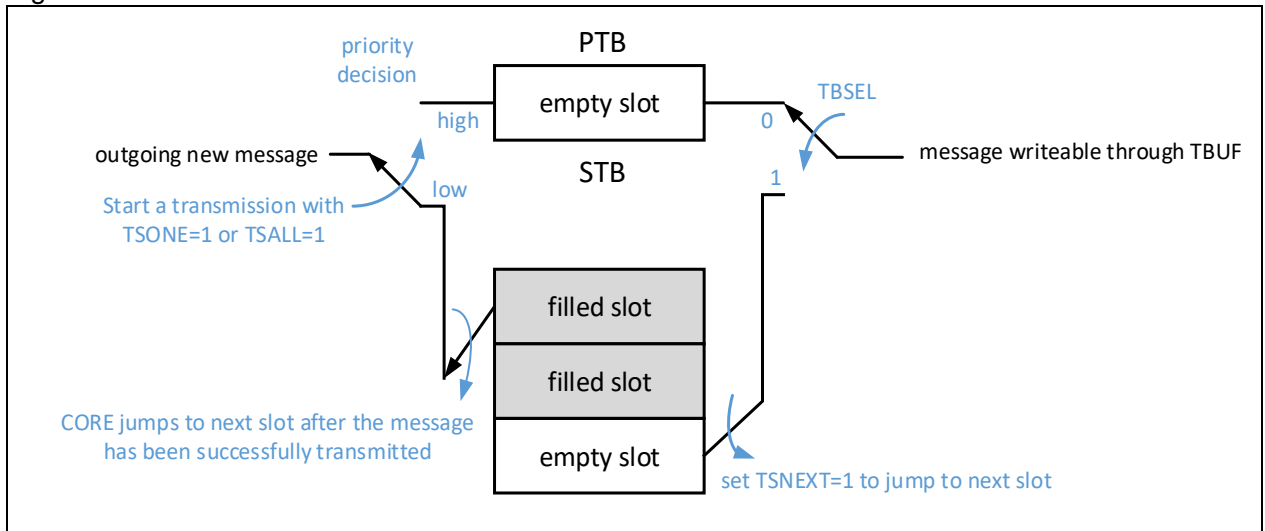 priority
decision
PTB
empty slot
high
0
TBSEL
outgoing new message
message writeable through TBUF
STB
low
1
Start a transmission with
TSONE=1 or TSALL=1
filled slot
filled slot
CORE jumps to next slot after the message
has been successfully transmitted
empty slot
set TSNEXT=1 to jump to next slot